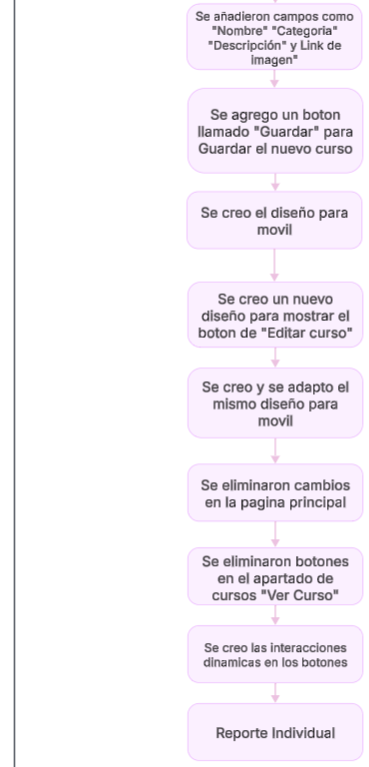 Se añadieron campos como
"Nombre" "Categoria"
"Descripción" y Link de
imagen"
Se agrego un boton
llamado "Guardar" para
Guardar el nuevo curso
Se creo el diseño para
movil
Se creo un nuevo
diseño para mostrar el
boton de "Editar curso"
Se creo y se adapto el
mismo diseño para
movil
Se eliminaron cambios
en la pagina principal
Se eliminaron botones
en el apartado de
cursos "Ver Curso"
Se creo las interacciones
dinamicas en los botones
Reporte Individual